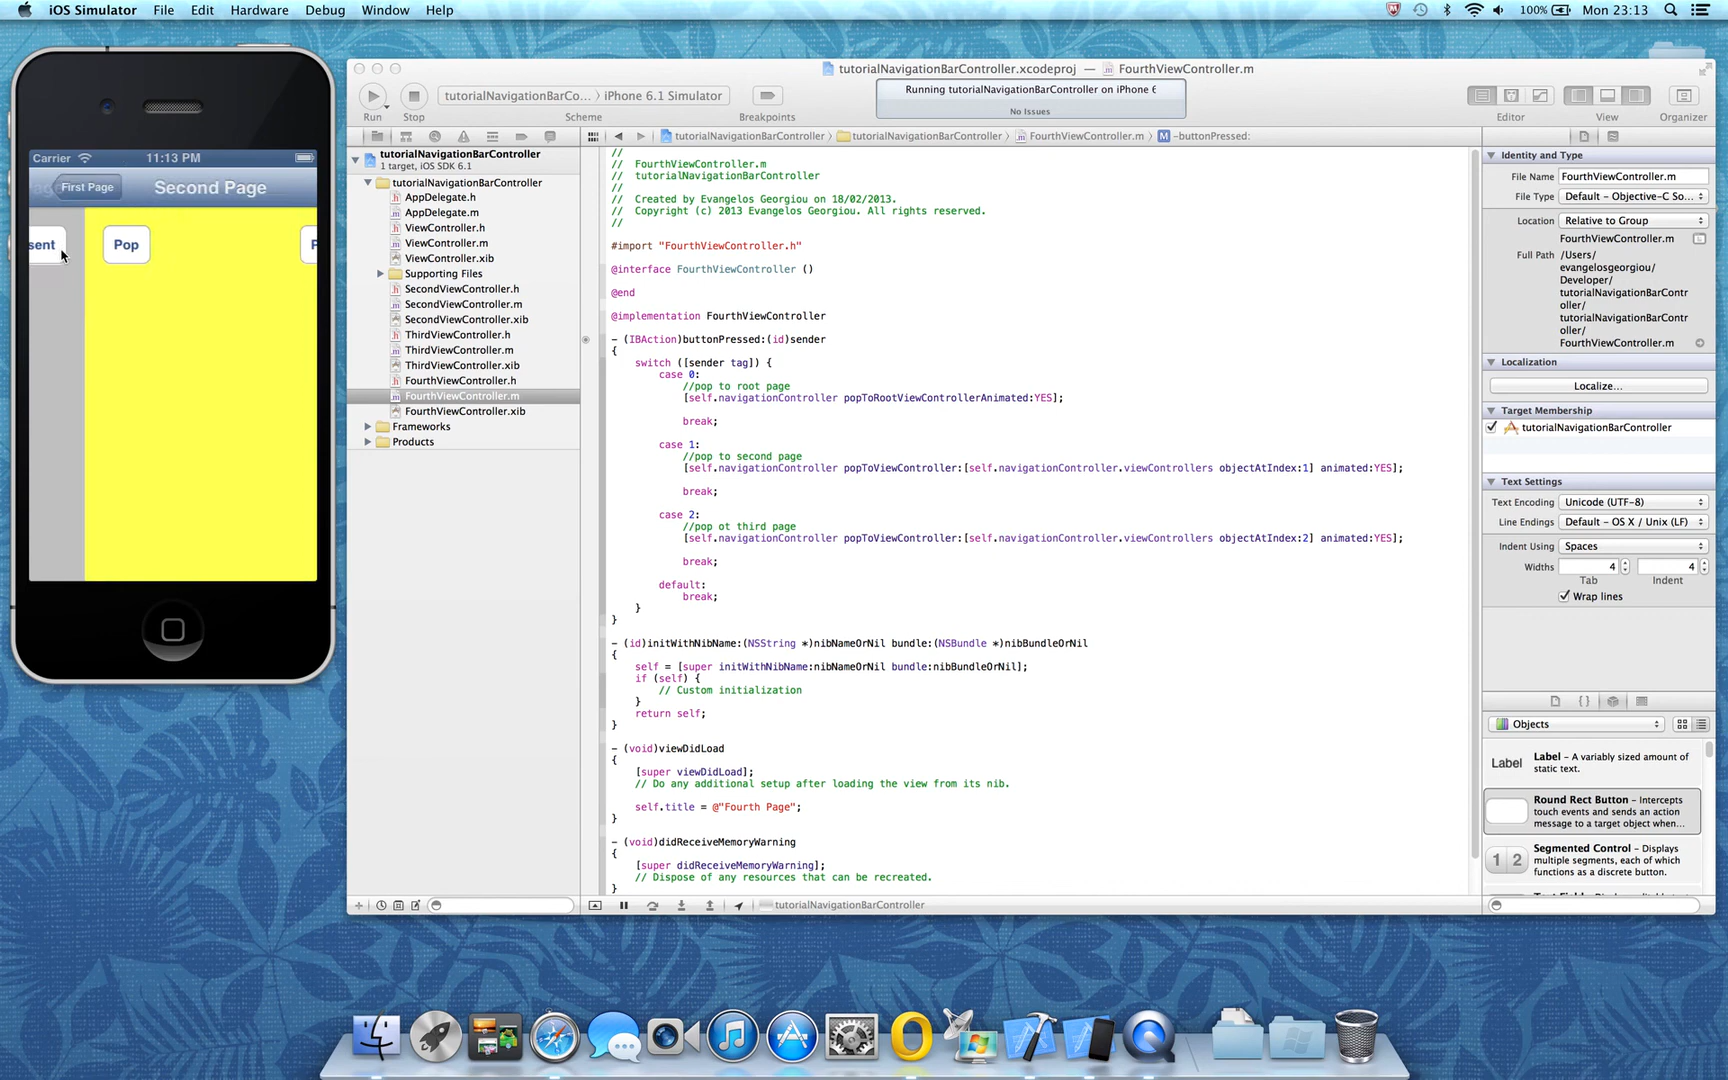 iOS Simulator File Edit Hardware Debug Window Help
100% Mon 23:13
tutorialNavigationBarController.xcodeproj — FourthViewController.m
Run Stop
tutorialNavigationBarCo... iPhone 6.1 Simulator
Scheme
Breakpoints
Running tutorialNavigationBarController on iPhone 6
No Issues
Editor View Organizer
tutorialNavigationBarController
1 target, iOS SDK 6.1
tutorialNavigationBarController
AppDelegate.h
AppDelegate.m
ViewController.h
ViewController.m
ViewController.xib
Supporting Files
SecondViewController.h
SecondViewController.m
SecondViewController.xib
ThirdViewController.h
ThirdViewController.m
ThirdViewController.xib
FourthViewController.h
FourthViewController.m
FourthViewController.xib
Frameworks
Products
Carrier 11:13 PM
First Page Second Page
sent Pop P
tutorialNavigationBarController tutorialNavigationBarController FourthViewController.m M -buttonPressed:
//
// FourthViewController.m
// tutorialNavigationBarController
//
// Created by Evangelos Georgiou on 18/02/2013.
// Copyright (c) 2013 Evangelos Georgiou. All rights reserved.
//
#import "FourthViewController.h"
@interface FourthViewController ()
@end
@implementation FourthViewController
- (IBAction)buttonPressed:(id)sender
{
switch ([sender tag]) {
case 0:
//pop to root page
[self.navigationController popToRootViewControllerAnimated:YES];
break;
case 1:
//pop to second page
[self.navigationController popToViewController:[self.navigationController.viewControllers objectAtIndex:1] animated:YES];
break;
case 2:
//pop ot third page
[self.navigationController popToViewController:[self.navigationController.viewControllers objectAtIndex:2] animated:YES];
break;
default:
break;
}
}
- (id)initWithNibName:(NSString *)nibNameOrNil bundle:(NSBundle *)nibBundleOrNil
{
self = [super initWithNibName:nibNameOrNil bundle:nibBundleOrNil];
if (self) {
// Custom initialization
}
return self;
}
- (void)viewDidLoad
{
[super viewDidLoad];
// Do any additional setup after loading the view from its nib.
self.title = @"Fourth Page";
}
- (void)didReceiveMemoryWarning
{
[super didReceiveMemoryWarning];
// Dispose of any resources that can be recreated.
}
tutorialNavigationBarController
Identity and Type
File Name FourthViewController.m
File Type Default - Objective-C So...
Location Relative to Group
FourthViewController.m
Full Path /Users/
evangelosgeorgiou/
Developer/
tutorialNavigationBarContr
oller/
tutorialNavigationBarContr
oller/
FourthViewController.m
Localization
Localize...
Target Membership
tutorialNavigationBarController
Text Settings
Text Encoding Unicode (UTF-8)
Line Endings Default - OS X / Unix (LF)
Indent Using Spaces
Widths 4 4
Tab Indent
Wrap lines
{ }
Objects
Label
Label - A variably sized amount of
static text.
Round Rect Button - Intercepts
touch events and sends an action
message to a target object when...
1 2
Segmented Control - Displays
multiple segments, each of which
functions as a discrete button.